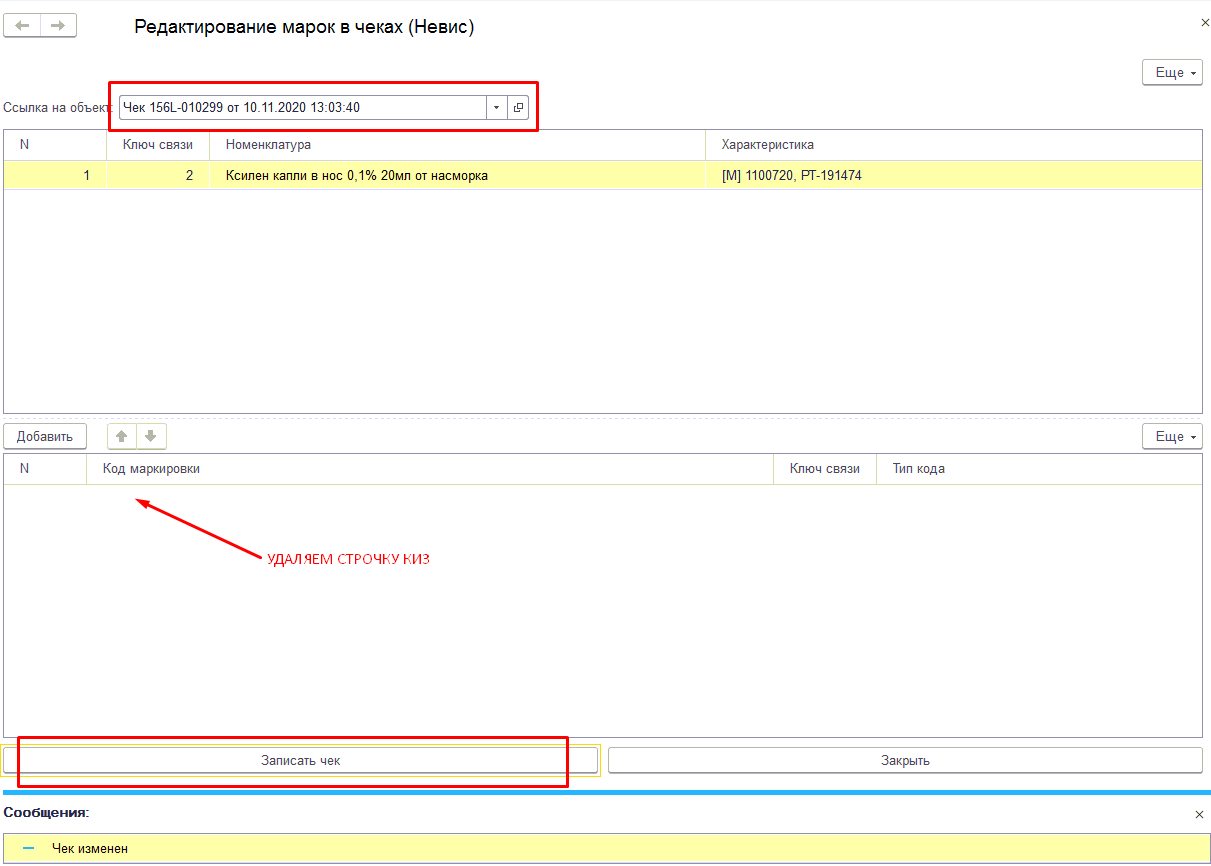 Редактирование марок в чеках (Невис)
Еще
Ссылка на объект: Чек 156L-010299 от 10.11.2020 13:03:40
N Ключ связи Номенклатура Характеристика
1 2 Ксилен капли в нос 0,1% 20мл от насморка [М] 1100720, РТ-191474
Добавить Еще
N Код маркировки Ключ связи Тип кода
УДАЛЯЕМ СТРОЧКУ КИЗ
Записать чек Закрыть
Сообщения:
Чек изменен